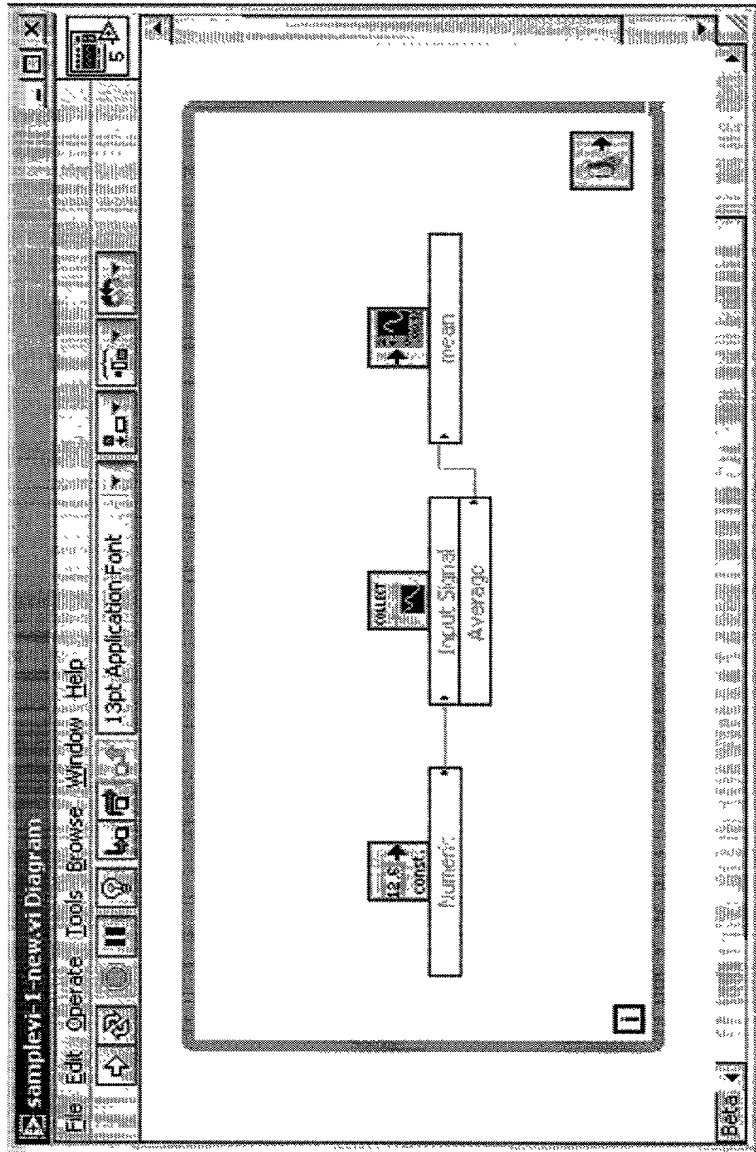 samplevi-1-new.vi Diagram
File Edit Operate Tools Browse Window Help
13pt Application Font
5
12.6
const.
Numeric
COLLECT
Input Signal
Average
mean
i
Beta